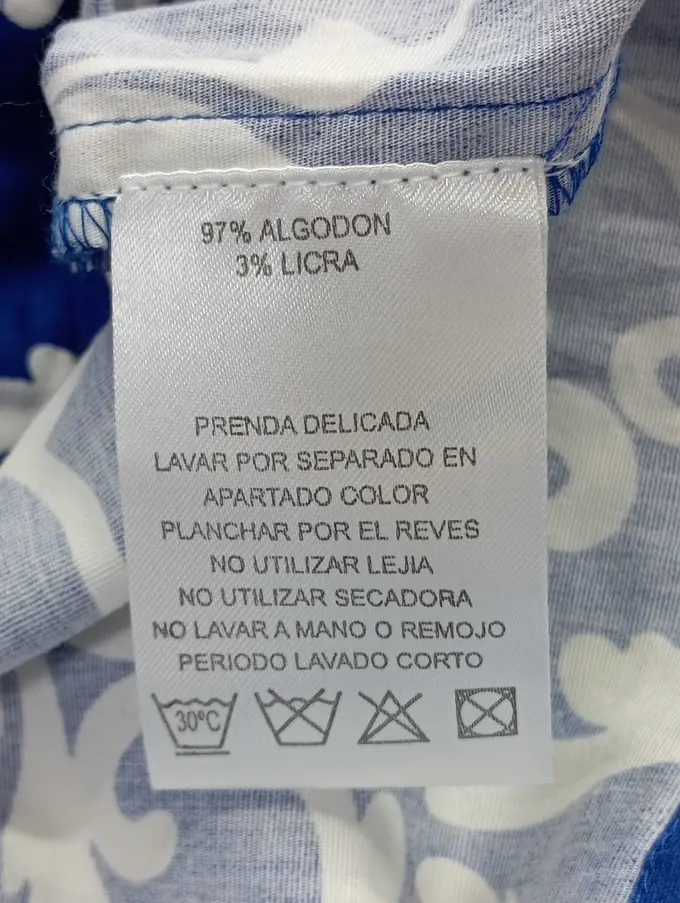 97% ALGODON
3% LICRA
PRENDA DELICADA
LAVAR POR SEPARADO EN
APARTADO COLOR
PLANCHAR POR EL REVES
NO UTILIZAR LEJIA
NO UTILIZAR SECADORA
NO LAVAR A MANO O REMOJO
PERIODO LAVADO CORTO
30ºC